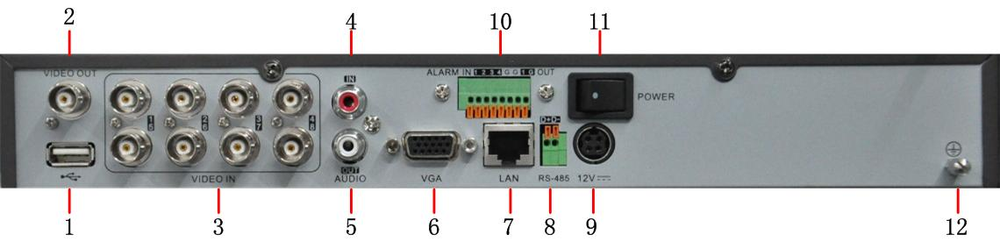 2
4
10
11
VIDEO OUT
ALARM IN 1 2 3 4 G G 1 G OUT
IN
POWER
1 5
2 6
3 7
4 8
D+ D-
OUT
VIDEO IN
AUDIO
VGA
LAN
RS-485
12V
1
3
5
6
7
8
9
12